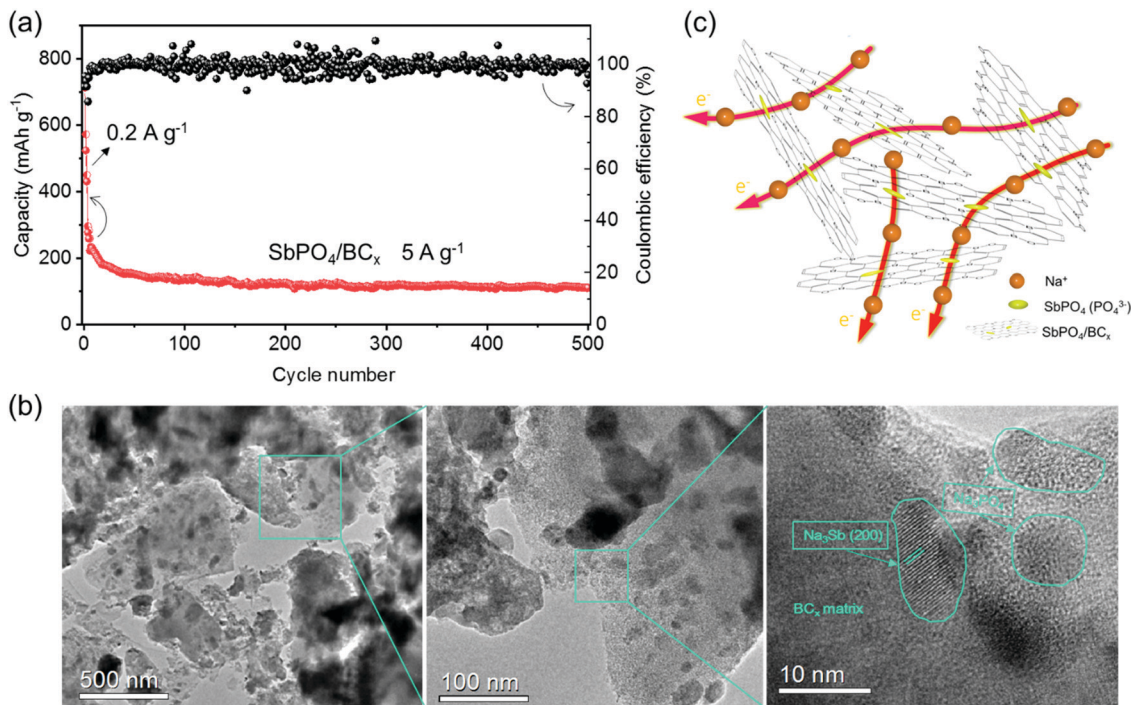 (a)
800
600
400
200
0
Capacity (mAh g⁻¹)
0.2 A g⁻¹
SbPO₄/BCₓ 5 A g⁻¹
100
80
60
40
20
0
Coulombic efficiency (%)
0 100 200 300 400 500
Cycle number
(c)
e⁻
e⁻
e⁻
e⁻
Na⁺
SbPO₄ (PO₄³⁻)
SbPO₄/BCₓ
(b)
500 nm
100 nm
Na₃Sb (200)
BCₓ matrix
10 nm